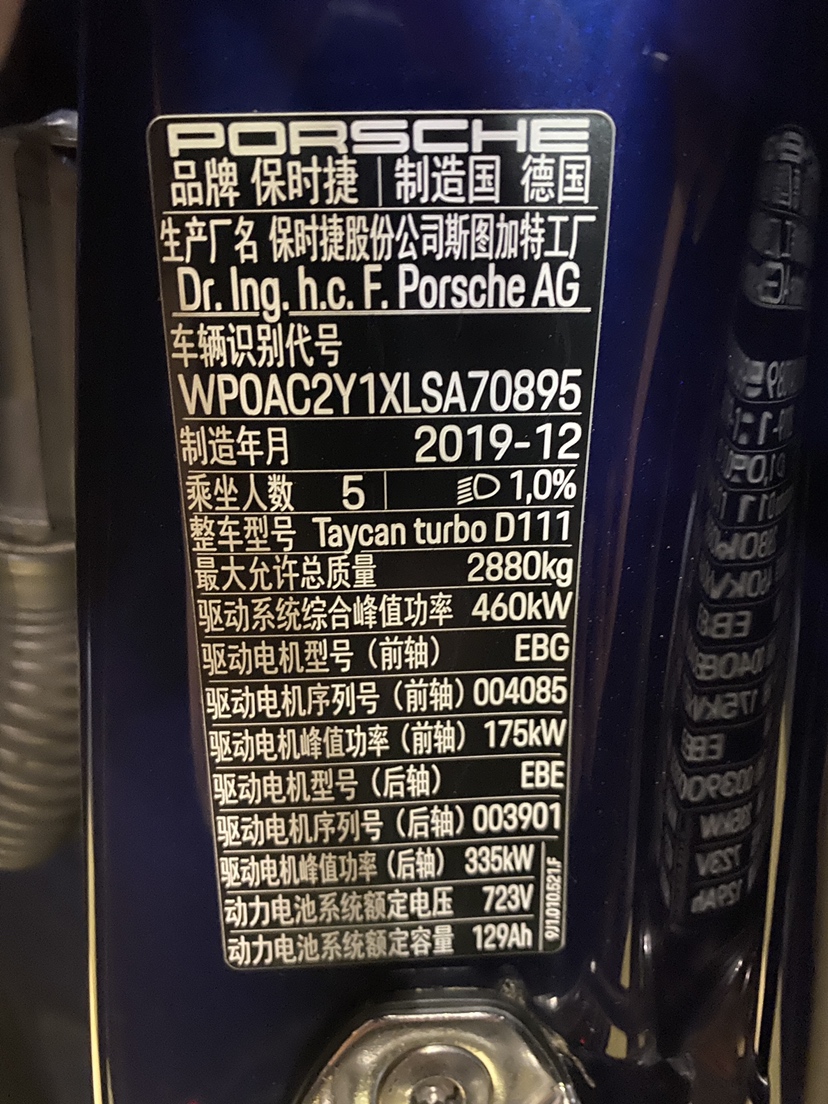 PORSCHE
品牌 保时捷 | 制造国 德国
生产厂名 保时捷股份公司斯图加特工厂
Dr. Ing. h.c. F. Porsche AG
车辆识别代号
WP0AC2Y1XLSA70895
制造年月 2019-12
乘坐人数 5 | 1,0%
整车型号 Taycan turbo D111
最大允许总质量 2880kg
驱动系统综合峰值功率 460kW
驱动电机型号（前轴） EBG
驱动电机序列号（前轴）004085
驱动电机峰值功率（前轴） 175kW
驱动电机型号（后轴） EBE
驱动电机序列号（后轴）003901
驱动电机峰值功率（后轴） 335kW
动力电池系统额定电压 723V
动力电池系统额定容量 129Ah
9J1.010.621.F